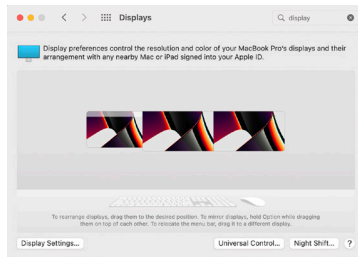 Displays
display
Display preferences control the resolution and color of your MacBook Pro's displays and their
arrangement with any nearby Mac or iPad signed into your Apple ID.
To rearrange displays, drag them to the desired position. To mirror displays, hold Option while dragging
them on top of each other. To relocate the menu bar, drag it to a different display.
Display Settings... Universal Control... Night Shift... ?